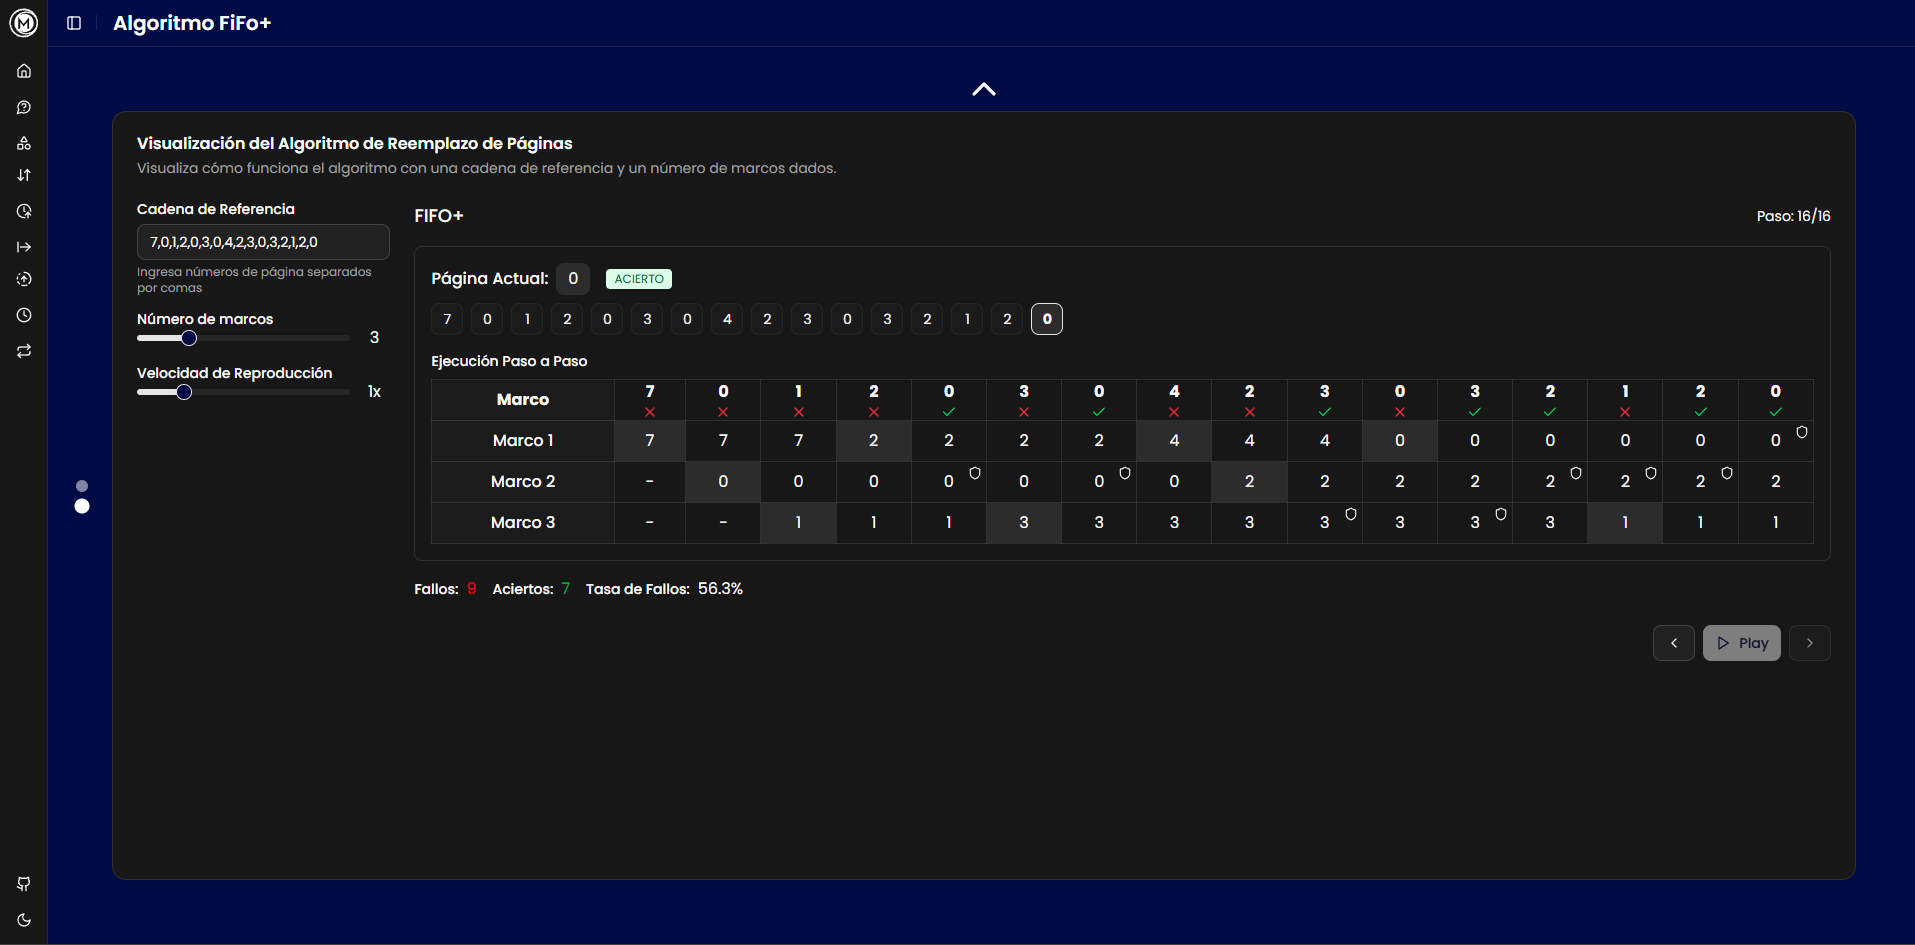 Algoritmo FiFo+
Visualización del Algoritmo de Reemplazo de Páginas
Visualiza cómo funciona el algoritmo con una cadena de referencia y un número de marcos dados.
Cadena de Referencia
7,0,1,2,0,3,0,4,2,3,0,3,2,1,2,0
Ingresa números de página separados
por comas
Número de marcos
3
Velocidad de Reproducción
1x
FIFO+
Paso: 16/16
Página Actual: 0 ACIERTO
7 0 1 2 0 3 0 4 2 3 0 3 2 1 2 0
Ejecución Paso a Paso
Marco 7 0 1 2 0 3 0 4 2 3 0 3 2 1 2 0
Marco 1 7 7 7 2 2 2 2 4 4 4 0 0 0 0 0 0
Marco 2 - 0 0 0 0 0 0 0 2 2 2 2 2 2 2 2
Marco 3 - - 1 1 1 3 3 3 3 3 3 3 3 1 1 1
Fallos: 9 Aciertos: 7 Tasa de Fallos: 56.3%
Play